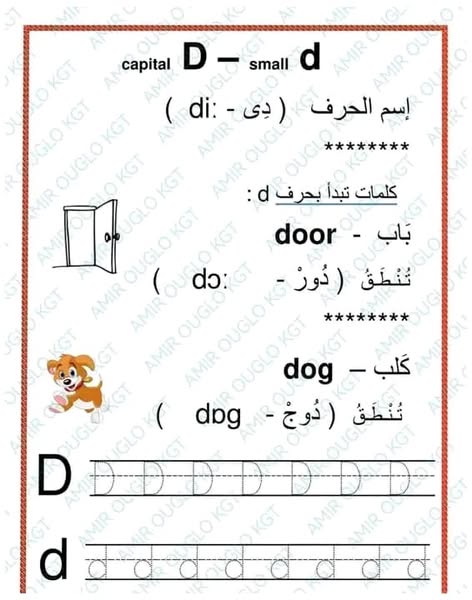 capital D – small d
إسم الحرف ( دِى - di: )
********
كلمات تبدأ بحرف d :
بَاب - door
تُنْطَقُ ( دُورْ - dɔ: )
********
كَلب – dog
تُنْطَقُ ( دُوجْ - dɒg )
D D D D D D D D
d d d d d d d d
AMIR OUGLO KGT